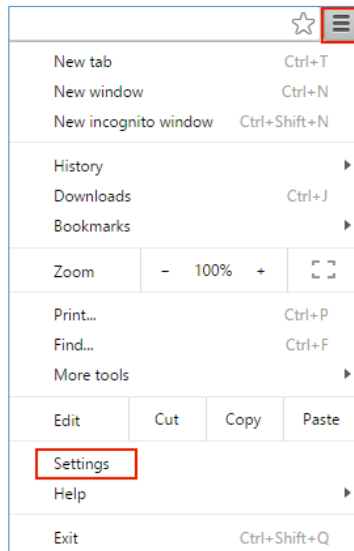 New tab Ctrl+T
New window Ctrl+N
New incognito window Ctrl+Shift+N
History
Downloads Ctrl+J
Bookmarks
Zoom - 100% +
Print... Ctrl+P
Find... Ctrl+F
More tools
Edit Cut Copy Paste
Settings
Help
Exit Ctrl+Shift+Q